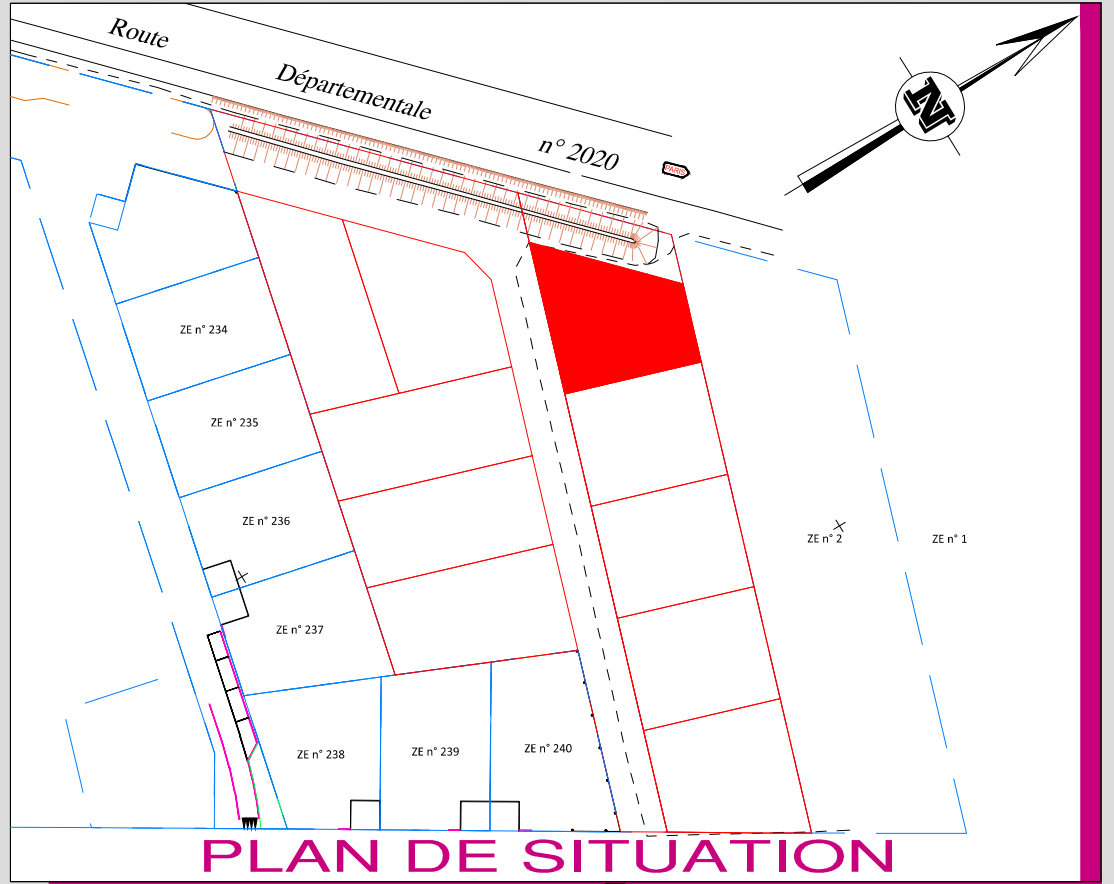 Route
Départementale
n° 2020
PARIS
N
ZE n° 234
ZE n° 235
ZE n° 236
ZE n° 2
ZE n° 1
ZE n° 237
ZE n° 238
ZE n° 239
ZE n° 240
PLAN DE SITUATION